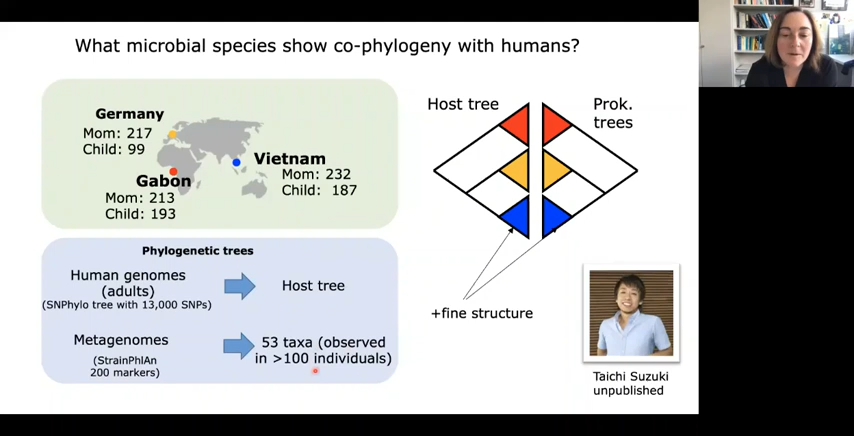 What microbial species show co-phylogeny with humans?
Germany
Mom: 217
Child: 99
Vietnam
Mom: 232
Child: 187
Gabon
Mom: 213
Child: 193
Phylogenetic trees
Human genomes
(adults)
(SNPhylo tree with 13,000 SNPs)
Host tree
Metagenomes
(StrainPhlAn
200 markers)
53 taxa (observed
in >100 individuals)
Host tree
Prok.
trees
+fine structure
Taichi Suzuki
unpublished